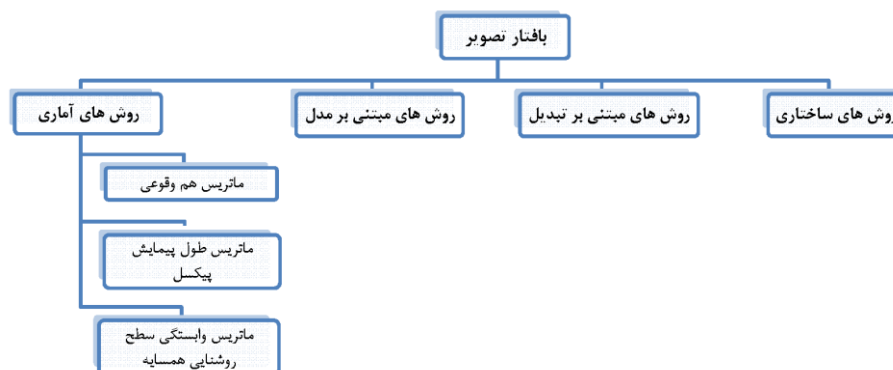 بافتار تصویر
روش های ساختاری
روش های مبتنی بر تبدیل
روش های مبتنی بر مدل
روش های آماری
ماتریس هم وقوعی
ماتریس طول پیمایش
پیکسل
ماتریس وابستگی سطح
روشنایی همسایه